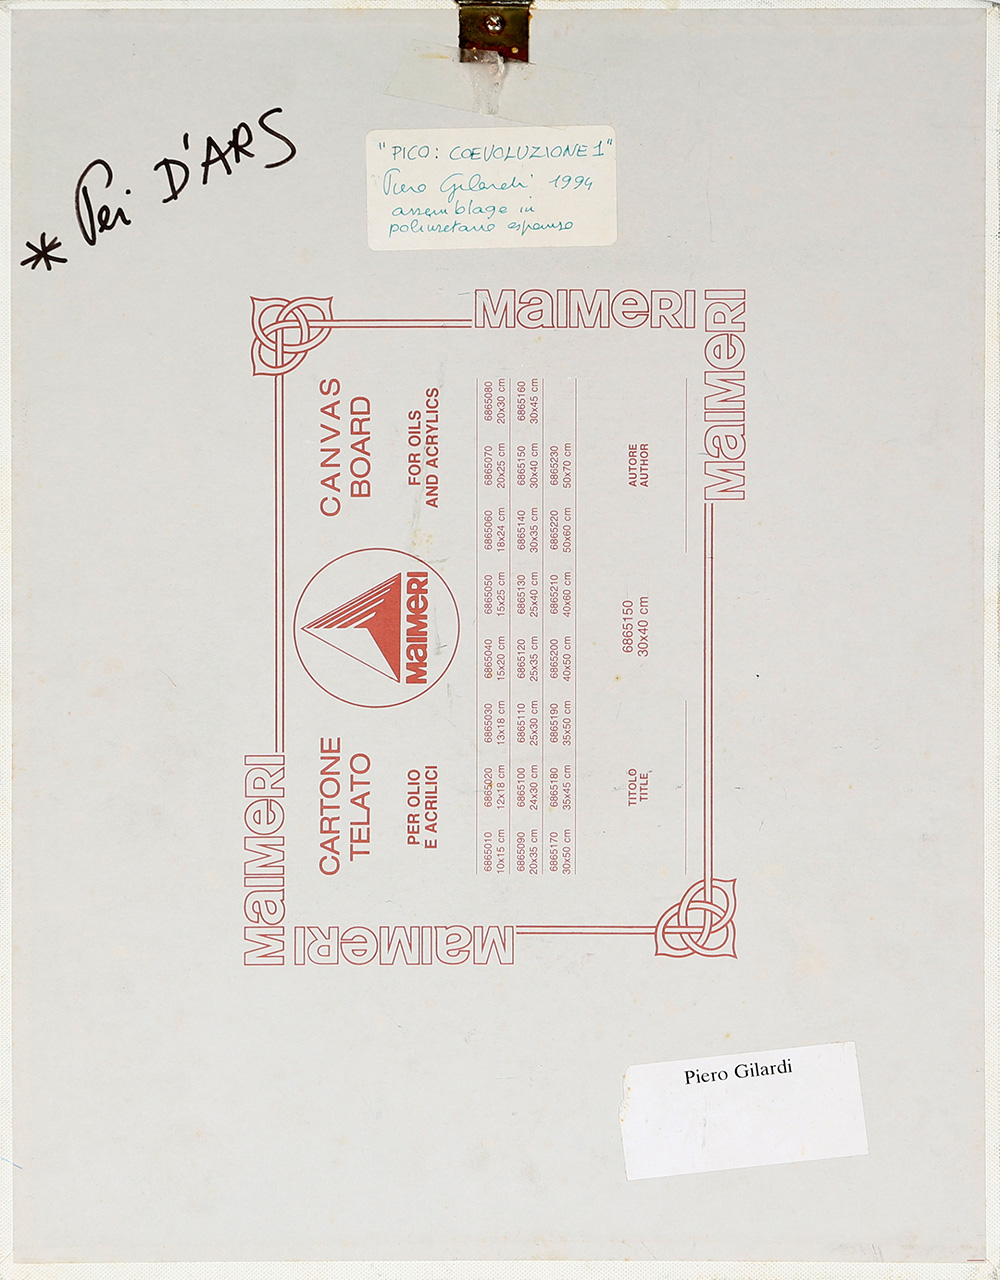 * Per D'ARS
"PICO: COEVOLUZIONE 1"
Piero Gilardi 1994
assemblage in
poliuretano espanso
MaIMeRI
MaIMeRI
MaIMeRI
MaIMeRI
CARTONE
TELATO
CANVAS
BOARD
PER OLIO
E ACRILICI
MaIMeRI
FOR OILS
AND ACRYLICS
6865010 6865020 6865030 6865040 6865050 6865060 6865070 6865080
10x15 cm 12x18 cm 13x18 cm 15x20 cm 15x25 cm 18x24 cm 20x25 cm 20x30 cm
6865090 6865100 6865110 6865120 6865130 6865140 6865150 6865160
20x35 cm 24x30 cm 25x30 cm 25x35 cm 25x40 cm 30x35 cm 30x40 cm 30x45 cm
6865170 6865180 6865190 6865200 6865210 6865220 6865230
30x50 cm 35x45 cm 35x50 cm 40x50 cm 40x60 cm 50x60 cm 50x70 cm
TITOLO
TITLE
6865150
30x40 cm
AUTORE
AUTHOR
Piero Gilardi